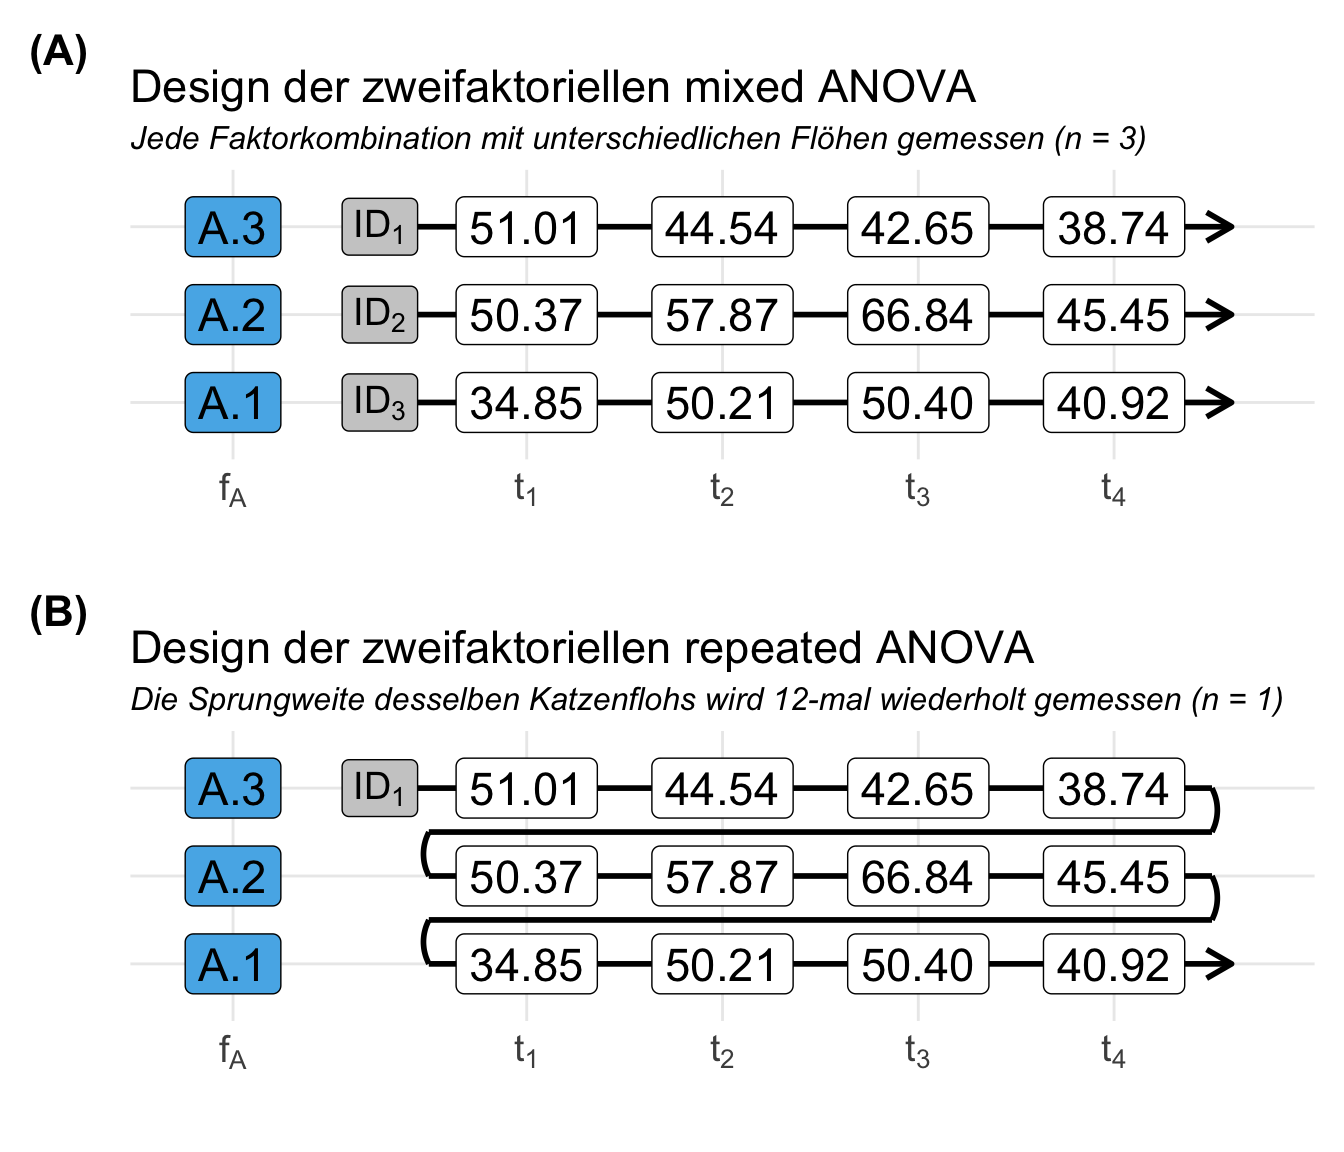 (A)
Design der zweifaktoriellen mixed ANOVA
Jede Faktorkombination mit unterschiedlichen Flöhen gemessen (n = 3)
A.3 ID₁ 51.01 44.54 42.65 38.74
A.2 ID₂ 50.37 57.87 66.84 45.45
A.1 ID₃ 34.85 50.21 50.40 40.92
f_A t₁ t₂ t₃ t₄
(B)
Design der zweifaktoriellen repeated ANOVA
Die Sprungweite desselben Katzenflohs wird 12-mal wiederholt gemessen (n = 1)
A.3 ID₁ 51.01 44.54 42.65 38.74
A.2 50.37 57.87 66.84 45.45
A.1 34.85 50.21 50.40 40.92
f_A t₁ t₂ t₃ t₄